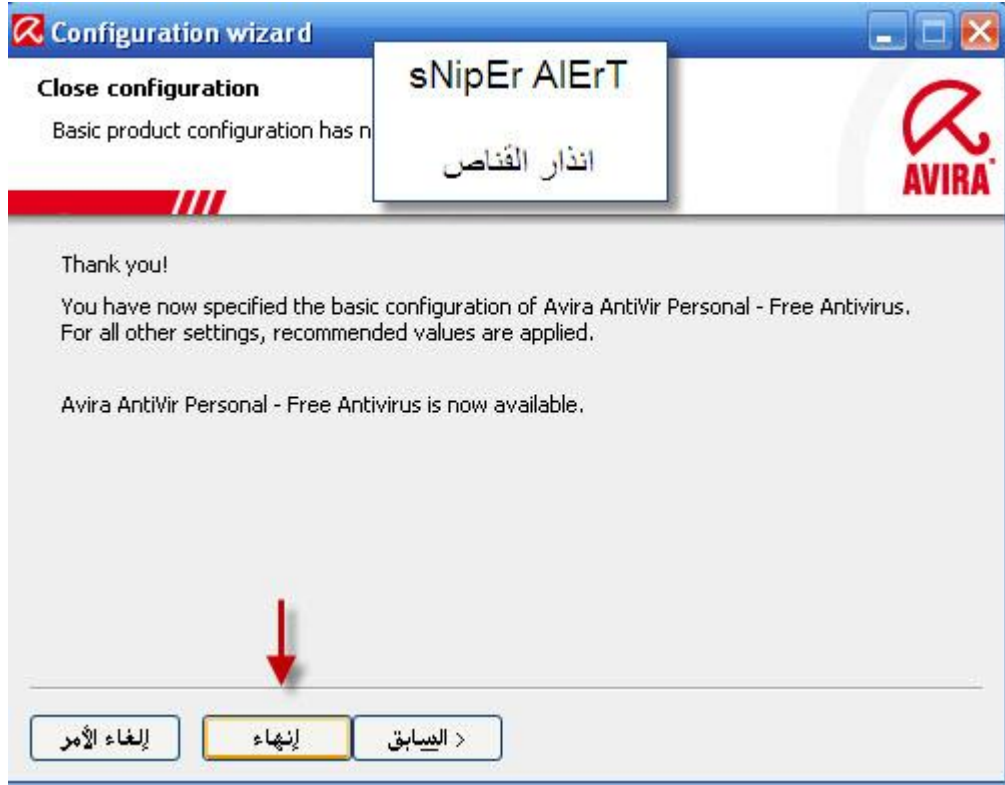 Configuration wizard
sNipEr AlErT
انذار القناص
Close configuration
Basic product configuration has n
AVIRA
Thank you!
You have now specified the basic configuration of Avira AntiVir Personal - Free Antivirus.
For all other settings, recommended values are applied.
Avira AntiVir Personal - Free Antivirus is now available.
< السابق
إنهاء
إلغاء الأمر